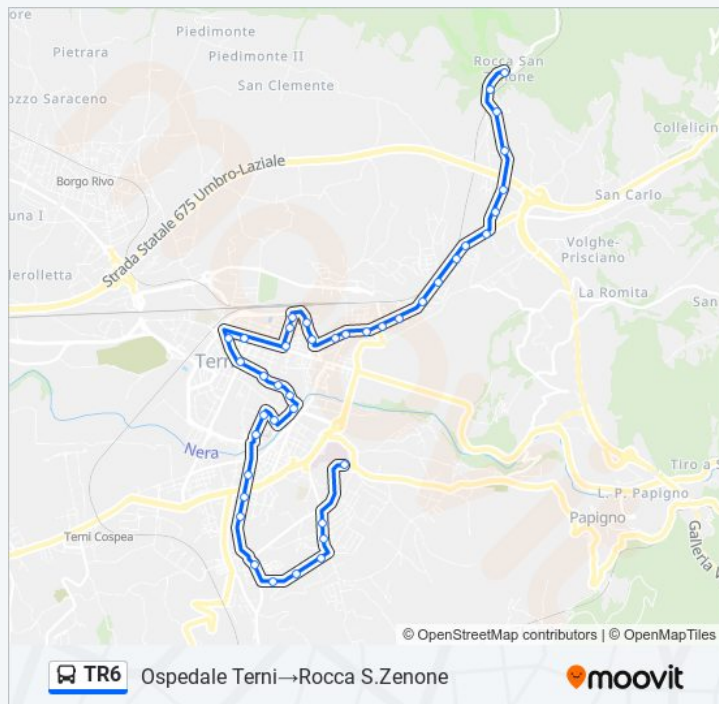 ore
Piedimonte
Piedimonte II
Pietrara
Rocca San
San Clemente
ozzo Saraceno
Collelicin
Borgo Rivo
Strada Statale 675 Umbro-Laziale
San Carlo
una I
Volghe-
Prisciano
lerolletta
La Romita
San
Terni
Nera
Tiro a S
L. P. Papigno
Papigno
Terni Cospea
Galleria V
© OpenStreetMap contributors | © OpenMapTiles
TR6 Ospedale Terni→Rocca S.Zenone moovit